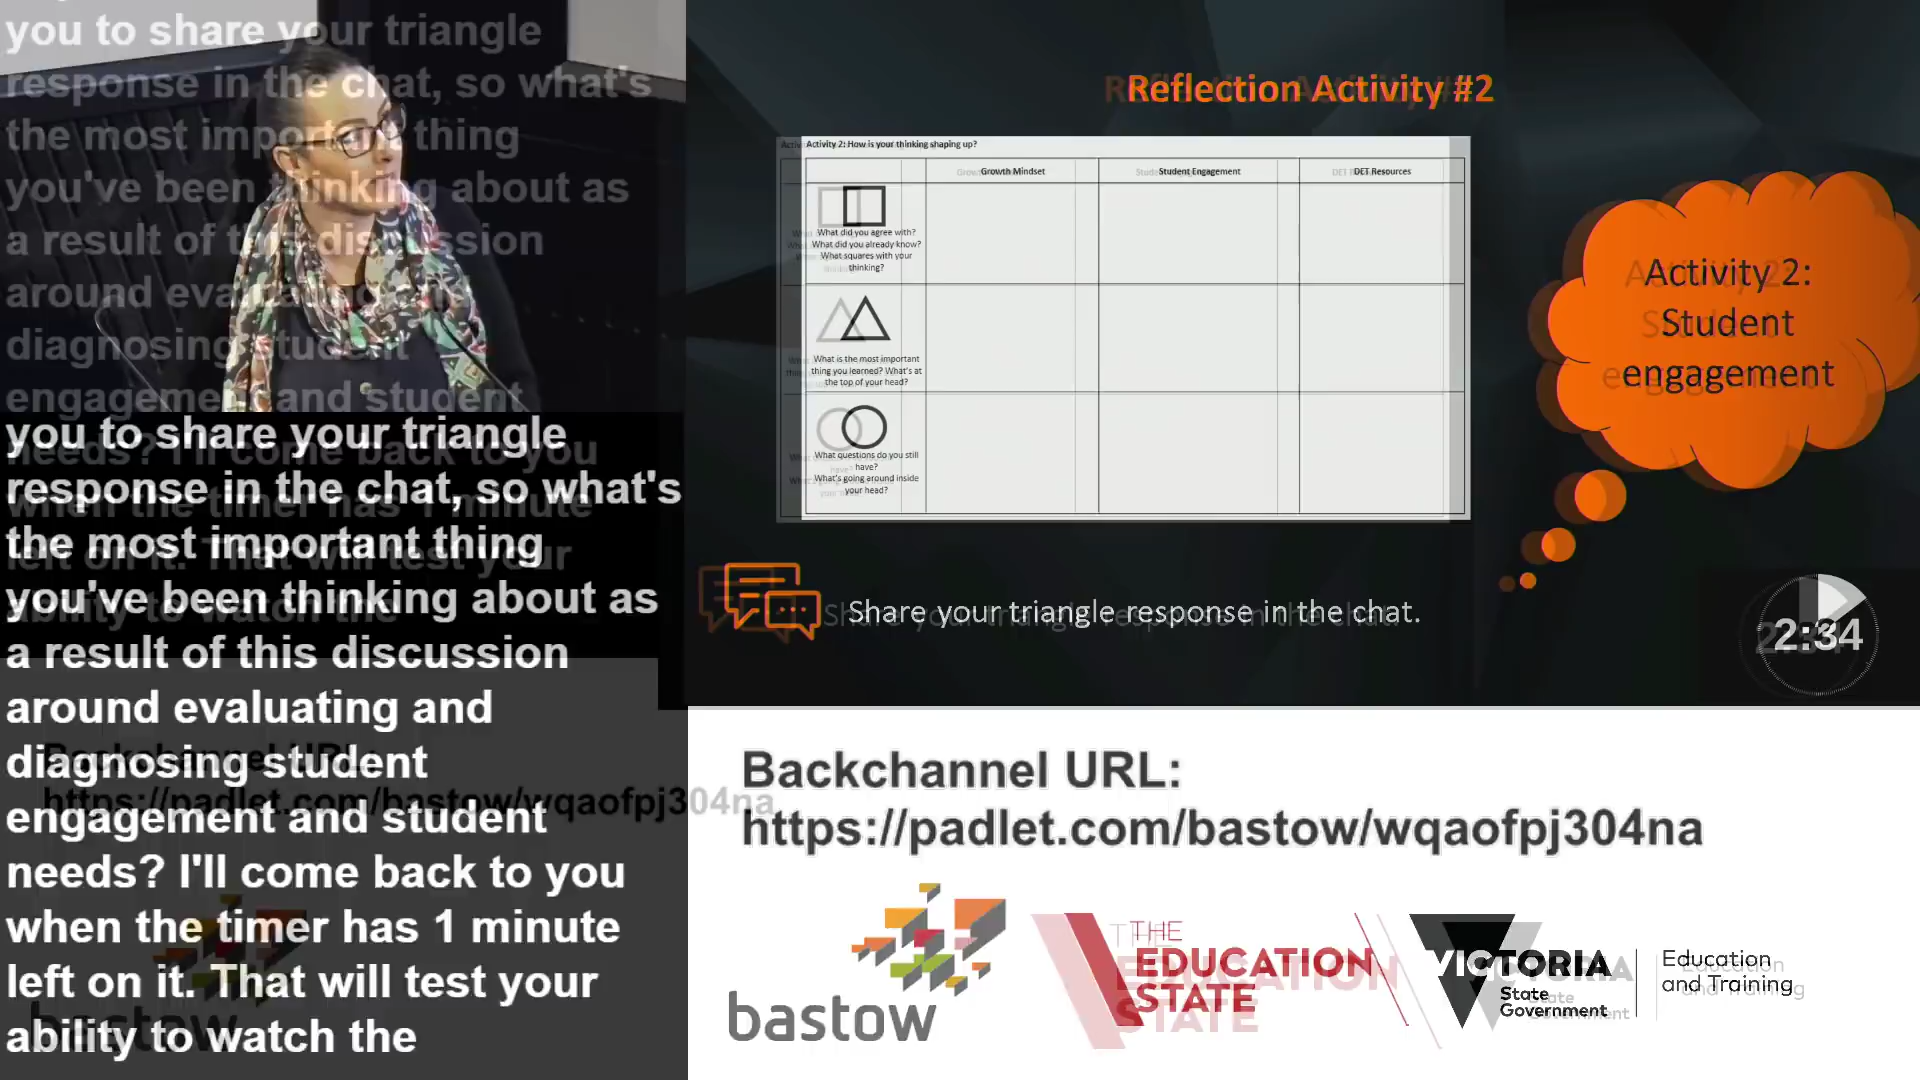 you to share your triangle
response in the chat, so what's
the most important thing
you've been thinking about as
a result of this discussion
around evaluating and
diagnosing student
engagement and student
needs? I'll come back to you
when the timer has 1 minute
left on it. That will test your
ability to watch the
Reflection Activity #2
Activity 2: How is your thinking shaping up?
Growth Mindset
Student Engagement
DET Resources
What did you agree with?
What did you already know?
What squares with your
thinking?
What is the most important
thing you learned? What's at
the top of your head?
What questions do you still
have?
What's going around inside
your head?
Activity 2:
Student
engagement
Share your triangle response in the chat.
2:34
Backchannel URL:
https://padlet.com/bastow/wqaofpj304na
bastow
THE
EDUCATION
STATE
VICTORIA
State
Government
Education
and Training